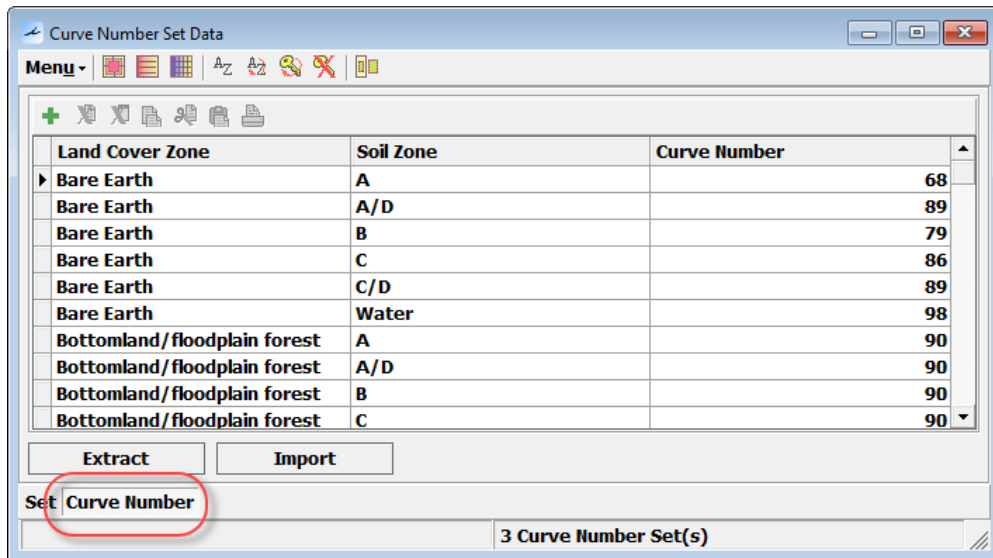 Curve Number Set Data
Menu
Land Cover Zone Soil Zone Curve Number
Bare Earth A 68
Bare Earth A/D 89
Bare Earth B 79
Bare Earth C 86
Bare Earth C/D 89
Bare Earth Water 98
Bottomland/floodplain forest A 90
Bottomland/floodplain forest A/D 90
Bottomland/floodplain forest B 90
Bottomland/floodplain forest C 90
Extract Import
Set Curve Number
3 Curve Number Set(s)